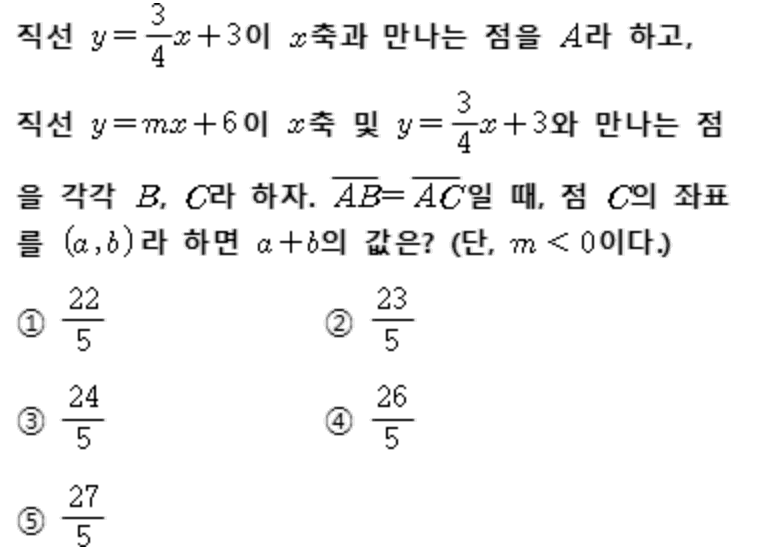 직선 y=3/4x+3이 x축과 만나는 점을 A라 하고,
직선 y=mx+6이 x축 및 y=3/4x+3와 만나는 점
을 각각 B, C라 하자. \overline{AB}=\overline{AC}일 때, 점 C의 좌표
를 (a,b)라 하면 a+b의 값은? (단, m<0이다.)
① 22/5 ② 23/5
③ 24/5 ④ 26/5
⑤ 27/5